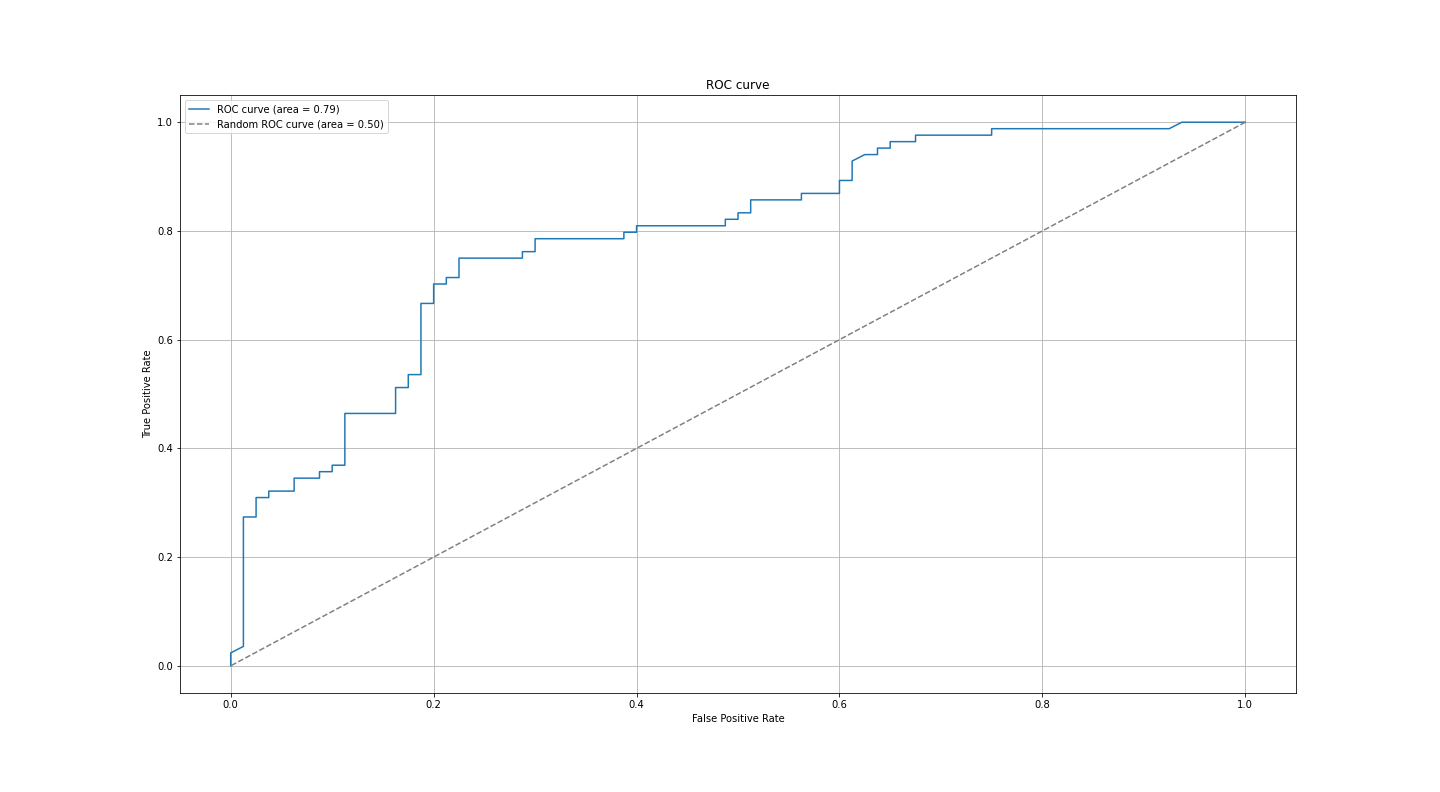 ROC curve
ROC curve (area = 0.79)
Random ROC curve (area = 0.50)
1.0
0.8
0.6
0.4
0.2
0.0
True Positive Rate
0.0 0.2 0.4 0.6 0.8 1.0
False Positive Rate